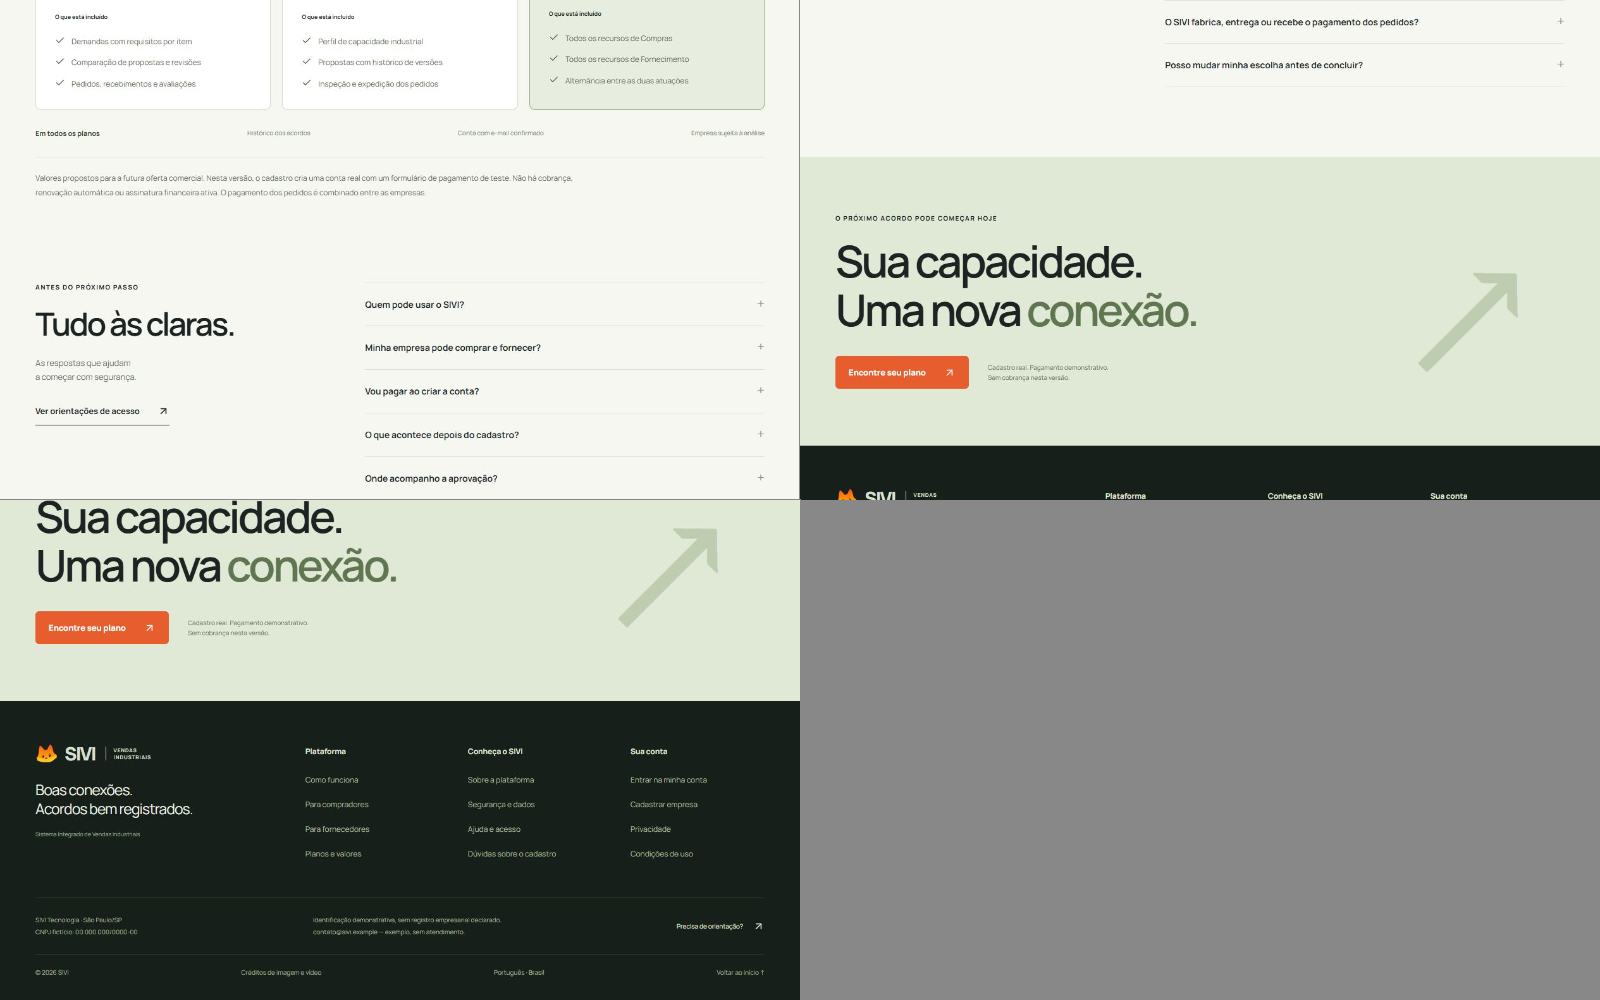 O que está incluído
Demandas com requisitos por item
Comparação de propostas e revisões
Pedidos, recebimentos e avaliações
O que está incluído
Perfil de capacidade industrial
Propostas com histórico de versões
Inspeção e expedição dos pedidos
O que está incluído
Todos os recursos de Compras
Todos os recursos de Fornecimento
Alternância entre as duas atuações
Em todos os planos
Histórico dos acordos
Conta com e-mail confirmado
Empresa sujeita à análise
Valores propostos para a futura oferta comercial. Nesta versão, o cadastro cria uma conta real com um formulário de pagamento de teste. Não há cobrança,
renovação automática ou assinatura financeira ativa. O pagamento dos pedidos é combinado entre as empresas.
ANTES DO PRÓXIMO PASSO
Tudo às claras.
As respostas que ajudam
a começar com segurança.
Ver orientações de acesso
Quem pode usar o SIVI?
Minha empresa pode comprar e fornecer?
Vou pagar ao criar a conta?
O que acontece depois do cadastro?
Onde acompanho a aprovação?
O SIVI fabrica, entrega ou recebe o pagamento dos pedidos?
Posso mudar minha escolha antes de concluir?
O PRÓXIMO ACORDO PODE COMEÇAR HOJE
Sua capacidade.
Uma nova conexão.
Encontre seu plano
Cadastro real. Pagamento demonstrativo.
Sem cobrança nesta versão.
SIVI
VENDAS
Plataforma
Conheça o SIVI
Sua conta
Sua capacidade.
Uma nova conexão.
Encontre seu plano
Cadastro real. Pagamento demonstrativo.
Sem cobrança nesta versão.
SIVI
VENDAS
INDUSTRIAIS
Boas conexões.
Acordos bem registrados.
Sistema Integrado de Vendas Industriais
Plataforma
Como funciona
Para compradores
Para fornecedores
Planos e valores
Conheça o SIVI
Sobre a plataforma
Segurança e dados
Ajuda e acesso
Dúvidas sobre o cadastro
Sua conta
Entrar na minha conta
Cadastrar empresa
Privacidade
Condições de uso
SIVI Tecnologia · São Paulo/SP
CNPJ fictício: 00.000.000/0000-00
Identificação demonstrativa, sem registro empresarial declarado.
contato@sivi.example — exemplo, sem atendimento.
Precisa de orientação?
© 2026 SIVI
Créditos de imagem e vídeo
Português · Brasil
Voltar ao início ↑